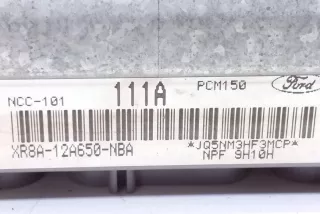 NCC-101 111A PCM150 Ford
XR8A-12A650-NBA *JQ5NM3HF3MCP*
NPF 9H10H